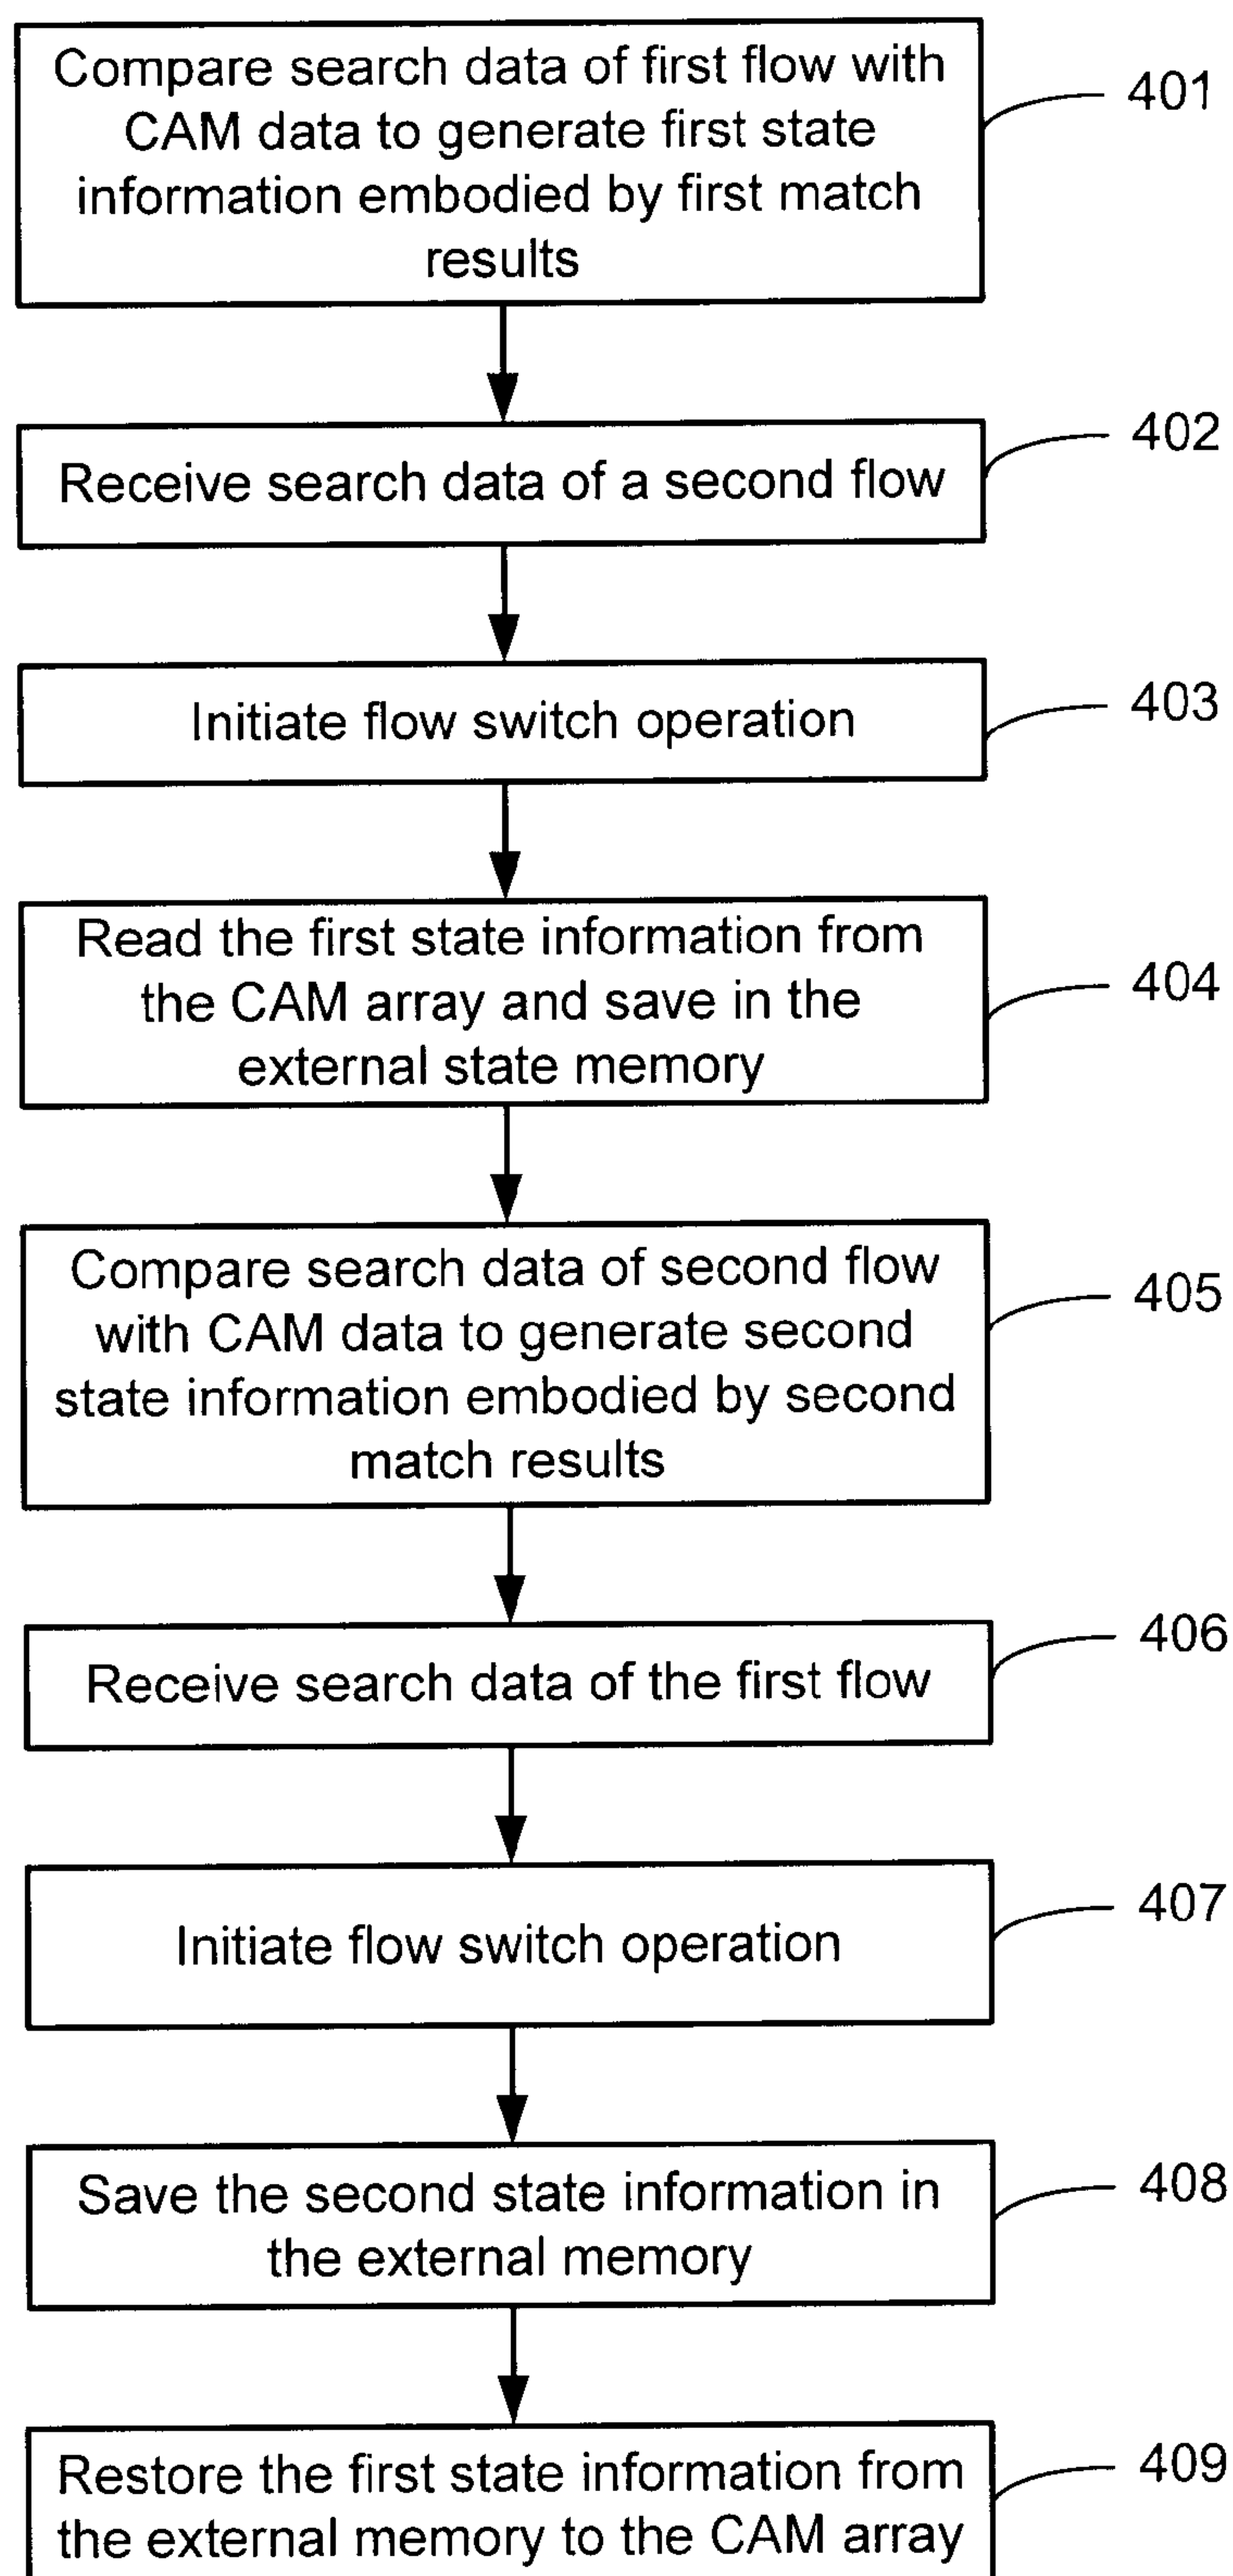 Compare search data of first flow with
CAM data to generate first state
information embodied by first match
results
401
Receive search data of a second flow
402
Initiate flow switch operation
403
Read the first state information from
the CAM array and save in the
external state memory
404
Compare search data of second flow
with CAM data to generate second
state information embodied by second
match results
405
Receive search data of the first flow
406
Initiate flow switch operation
407
Save the second state information in
the external memory
408
Restore the first state information from
the external memory to the CAM array
409